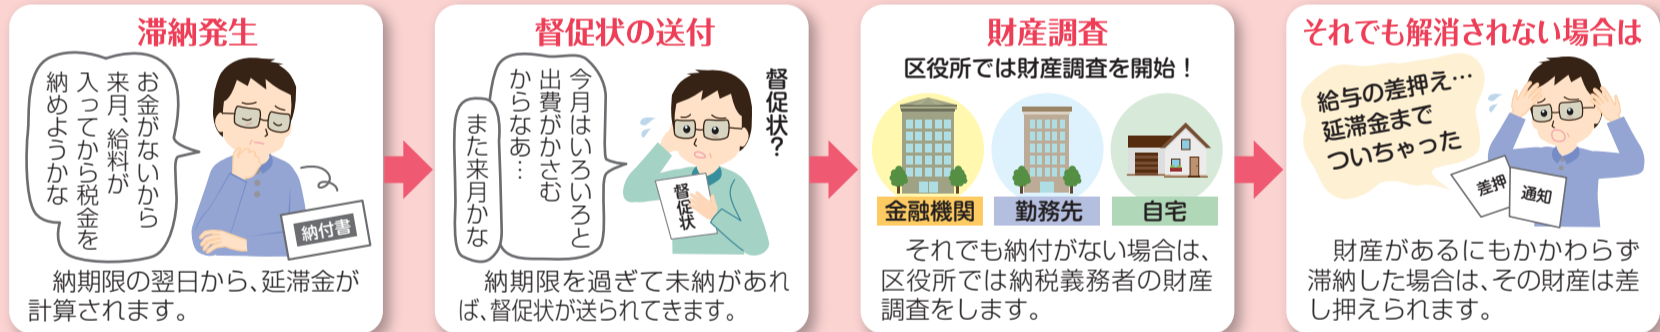 滞納発生
お金がないから
来月、給料が
入ってから税金を
納めようかな
納付書
納期限の翌日から、延滞金が
計算されます。
督促状の送付
督促状?
今月はいろいろと
出費がかさむ
からなあ…
また来月かな
督促状
納期限を過ぎて未納があれ
ば、督促状が送られてきます。
財産調査
区役所では財産調査を開始!
金融機関
勤務先
自宅
それでも納付がない場合は、
区役所では納税義務者の財産
調査をします。
それでも解消されない場合は
給与の差押え…
延滞金まで
ついちゃった
差押
通知
財産があるにもかかわらず
滞納した場合は、その財産は差
し押えられます。